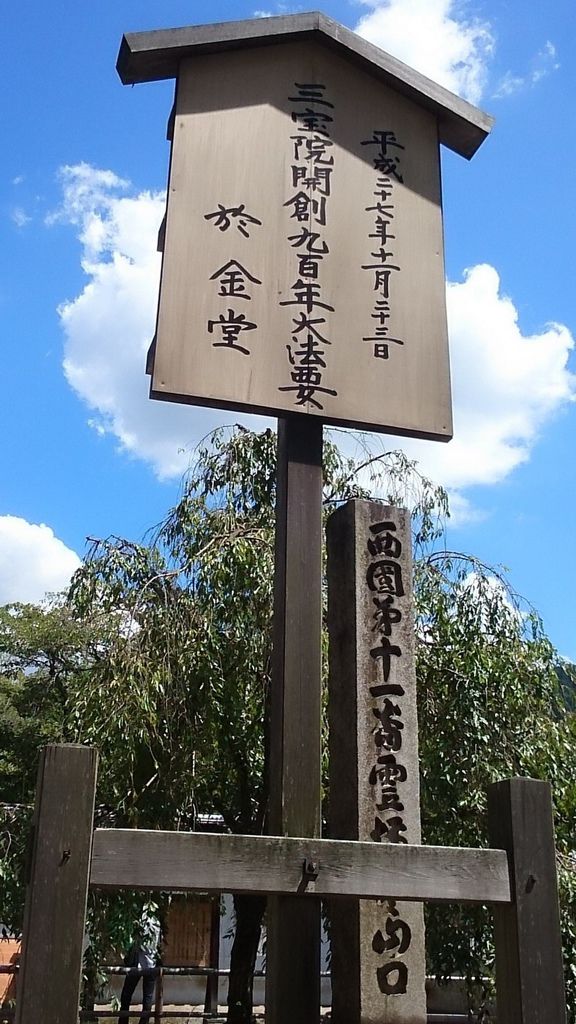 平成二十七年十一月二十三日
三宝院開創九百年大法要
於金堂
西國第十一番霊
山口